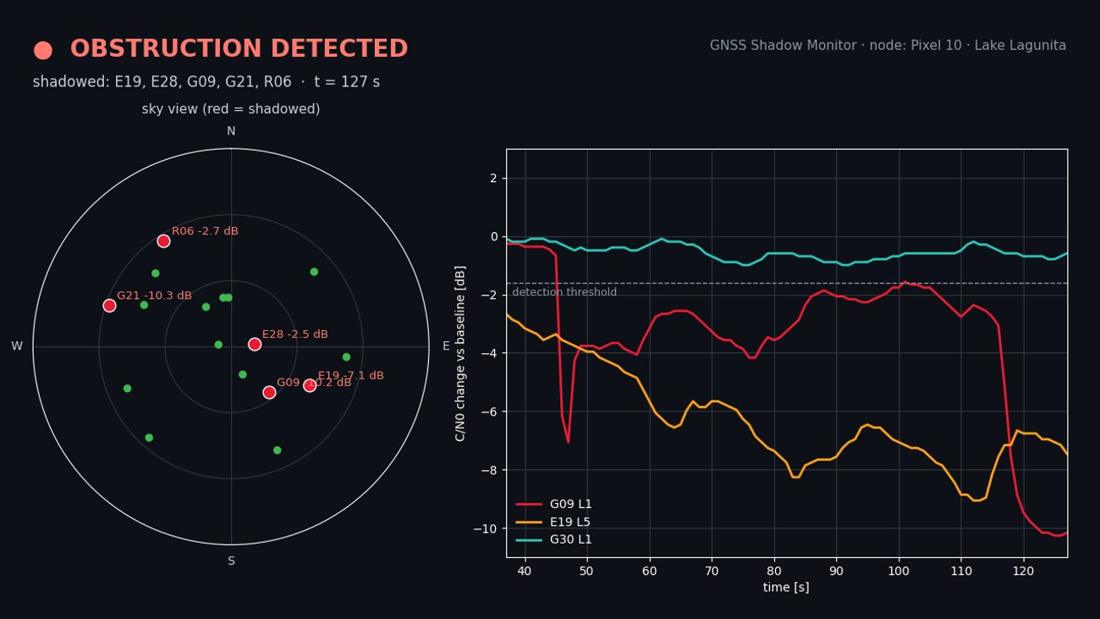 ● OBSTRUCTION DETECTED
GNSS Shadow Monitor · node: Pixel 10 · Lake Lagunita
shadowed: E19, E28, G09, G21, R06 · t = 127 s
sky view (red = shadowed)
N
R06 -2.7 dB
G21 -10.3 dB
E28 -2.5 dB
W
E
E19 -7.1 dB
G09 -10.2 dB
S
C/N0 change vs baseline [dB]
2
0
−2
−4
−6
−8
−10
detection threshold
G09 L1
E19 L5
G30 L1
40 50 60 70 80 90 100 110 120
time [s]